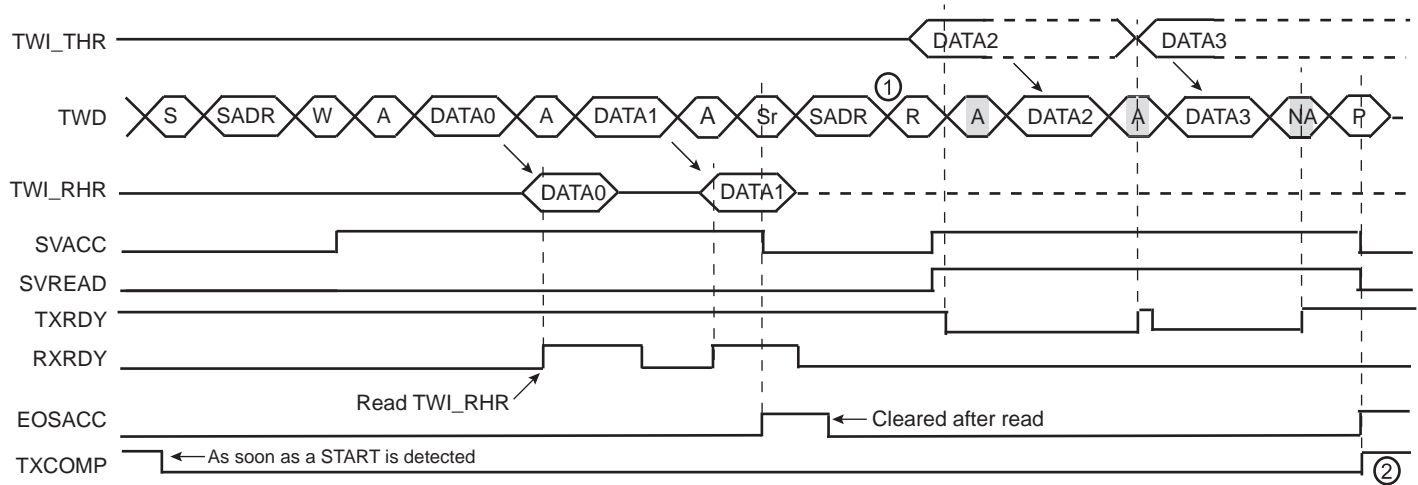 TWI_THR DATA2 DATA3
①
TWD S SADR W A DATA0 A DATA1 A Sr SADR R A DATA2 A DATA3 NA P
TWI_RHR DATA0 DATA1
SVACC
SVREAD
TXRDY
RXRDY
Read TWI_RHR
EOSACC Cleared after read
TXCOMP As soon as a START is detected ②